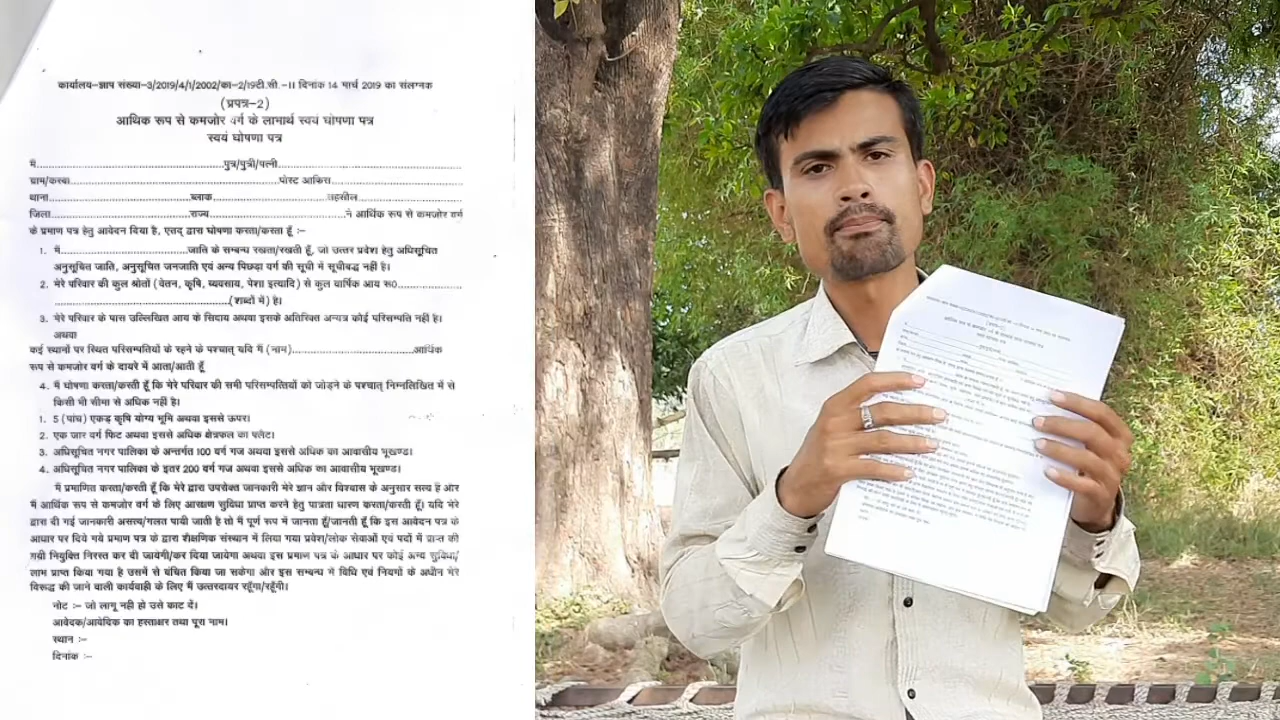 कार्यालय-ज्ञाप संख्या-3/2019/4/1/2002/का-2/19टी.सी.-II दिनांक 14 मार्च 2019 का संलग्नक
(प्रपत्र-2)
आर्थिक रूप से कमजोर वर्ग के लाभार्थ स्वयं घोषणा पत्र
स्वयं घोषणा पत्र
मैं............................पुत्र/पुत्री/पत्नी............................
ग्राम/कस्बा............................पोस्ट आफिस............................
थाना............................ब्लाक............................तहसील............................
जिला............................राज्य............................ने आर्थिक रूप से कमजोर वर्ग
के प्रमाण पत्र हेतु आवेदन दिया है, एतद् द्वारा घोषणा करता/करता हूँ :-
1. मैं............................जाति के सम्बन्ध रखता/रखती हूँ, जो उत्तर प्रदेश हेतु अधिसूचित
अनुसूचित जाति, अनुसूचित जनजाति एवं अन्य पिछड़ा वर्ग की सूची में सूचीबद्ध नहीं है।
2. मेरे परिवार की कुल श्रोतों (वेतन, कृषि, व्यवसाय, पेशा इत्यादि) से कुल वार्षिक आय रू0................
............................(शब्दों में) है।
3. मेरे परिवार के पास उल्लिखित आय के सिवाय अथवा इसके अतिरिक्त अन्यत्र कोई परिसम्पति नहीं है।
अथवा
कई स्थानों पर स्थित परिसम्पतियों के रहने के पश्चात् यदि मैं (नाम)............................आर्थिक
रूप से कमजोर वर्ग के दायरे में आता/आती हूँ
4. मैं घोषणा करता/करती हूँ कि मेरे परिवार की सभी परिसम्पत्तियों को जोड़ने के पश्चात् निम्नलिखित में से
किसी भी सीमा से अधिक नहीं है।
1. 5 (पांच) एकड़ कृषि योग्य भूमि अथवा इससे ऊपर।
2. एक जार वर्ग फिट अथवा इससे अधिक क्षेत्रफल का फ्लैट।
3. अधिसूचित नगर पालिका के अन्तर्गत 100 वर्ग गज अथवा इससे अधिक का आवासीय भूखण्ड।
4. अधिसूचित नगर पालिका के इतर 200 वर्ग गज अथवा इससे अधिक का आवासीय भूखण्ड।
मैं प्रमाणित करता/करती हूँ कि मेरे द्वारा उपरोक्त जानकारी मेरे ज्ञान और विश्वास के अनुसार सत्य है और
मैं आर्थिक रूप से कमजोर वर्ग के लिए आरक्षण सुविधा प्राप्त करने हेतु पात्रता धारण करता/करती हूँ। यदि मेरे
द्वारा दी गई जानकारी असत्य/गलत पायी जाती है तो मैं पूर्ण रूप में जानता हूँ/जानती हूँ कि इस आवेदन पत्र के
आधार पर दिये गये प्रमाण पत्र के द्वारा शैक्षणिक संस्थान में लिया गया प्रवेश/लोक सेवाओं एवं पदों में प्राप्त की
गयी नियुक्ति निरस्त कर दी जायेगी/कर दिया जायेगा अथवा इस प्रमाण पत्र के आधार पर कोई अन्य सुविधा/
लाभ प्राप्त किया गया है उसमें से वंचित किया जा सकेगा और इस सम्बन्ध में विधि एवं नियमों के अधीन मेरे
विरूद्ध की जाने वाली कार्यवाही के लिए मैं उत्तरदायर रहूँगा/रहूँगी।
नोट :- जो लागू नही हो उसे काट दें।
आवेदक/आवेदिक का हस्ताक्षर तथा पूरा नाम।
स्थान :-
दिनांक :-